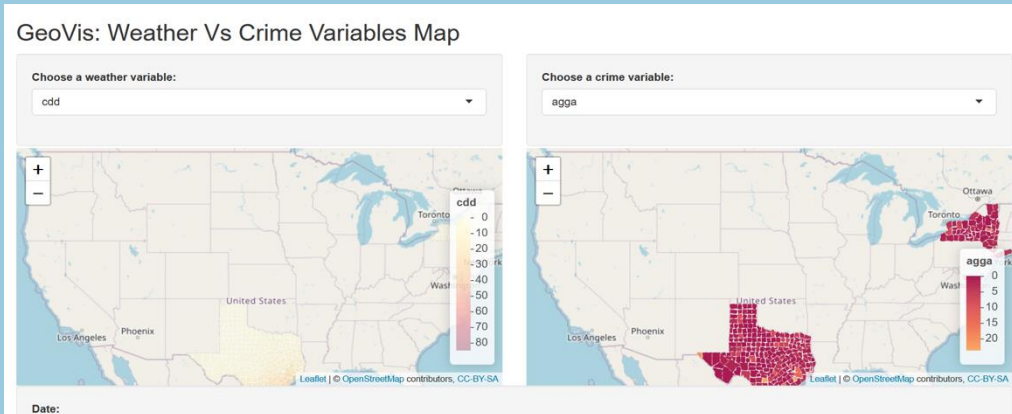 GeoVis: Weather Vs Crime Variables Map
Choose a weather variable:
cdd
Choose a crime variable:
agga
+
−
Toronto
cdd
0
10
20
30
40
50
60
70
80
United States
Los Angeles
Phoenix
Leaflet | © OpenStreetMap contributors, CC-BY-SA
+
−
Ottawa
Toronto
agga
0
5
10
15
20
United States
Los Angeles
Phoenix
Leaflet | © OpenStreetMap contributors, CC-BY-SA
Date: